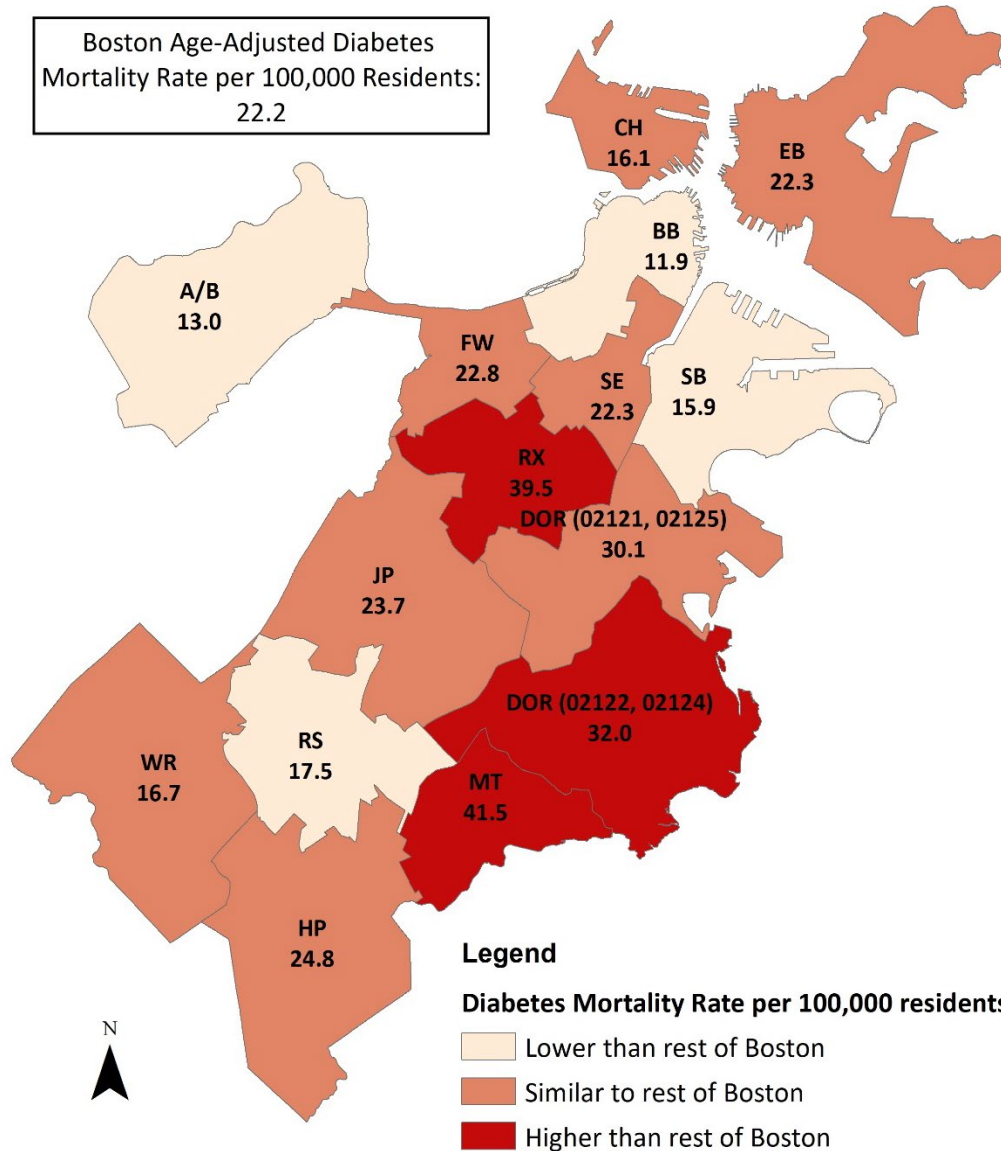 Boston Age-Adjusted Diabetes
Mortality Rate per 100,000 Residents:
22.2
CH
16.1
EB
22.3
BB
11.9
A/B
13.0
FW
22.8
SE
22.3
SB
15.9
RX
39.5
DOR (02121, 02125)
30.1
JP
23.7
DOR (02122, 02124)
32.0
RS
17.5
WR
16.7
MT
41.5
HP
24.8
N
Legend
Diabetes Mortality Rate per 100,000 residents
Lower than rest of Boston
Similar to rest of Boston
Higher than rest of Boston